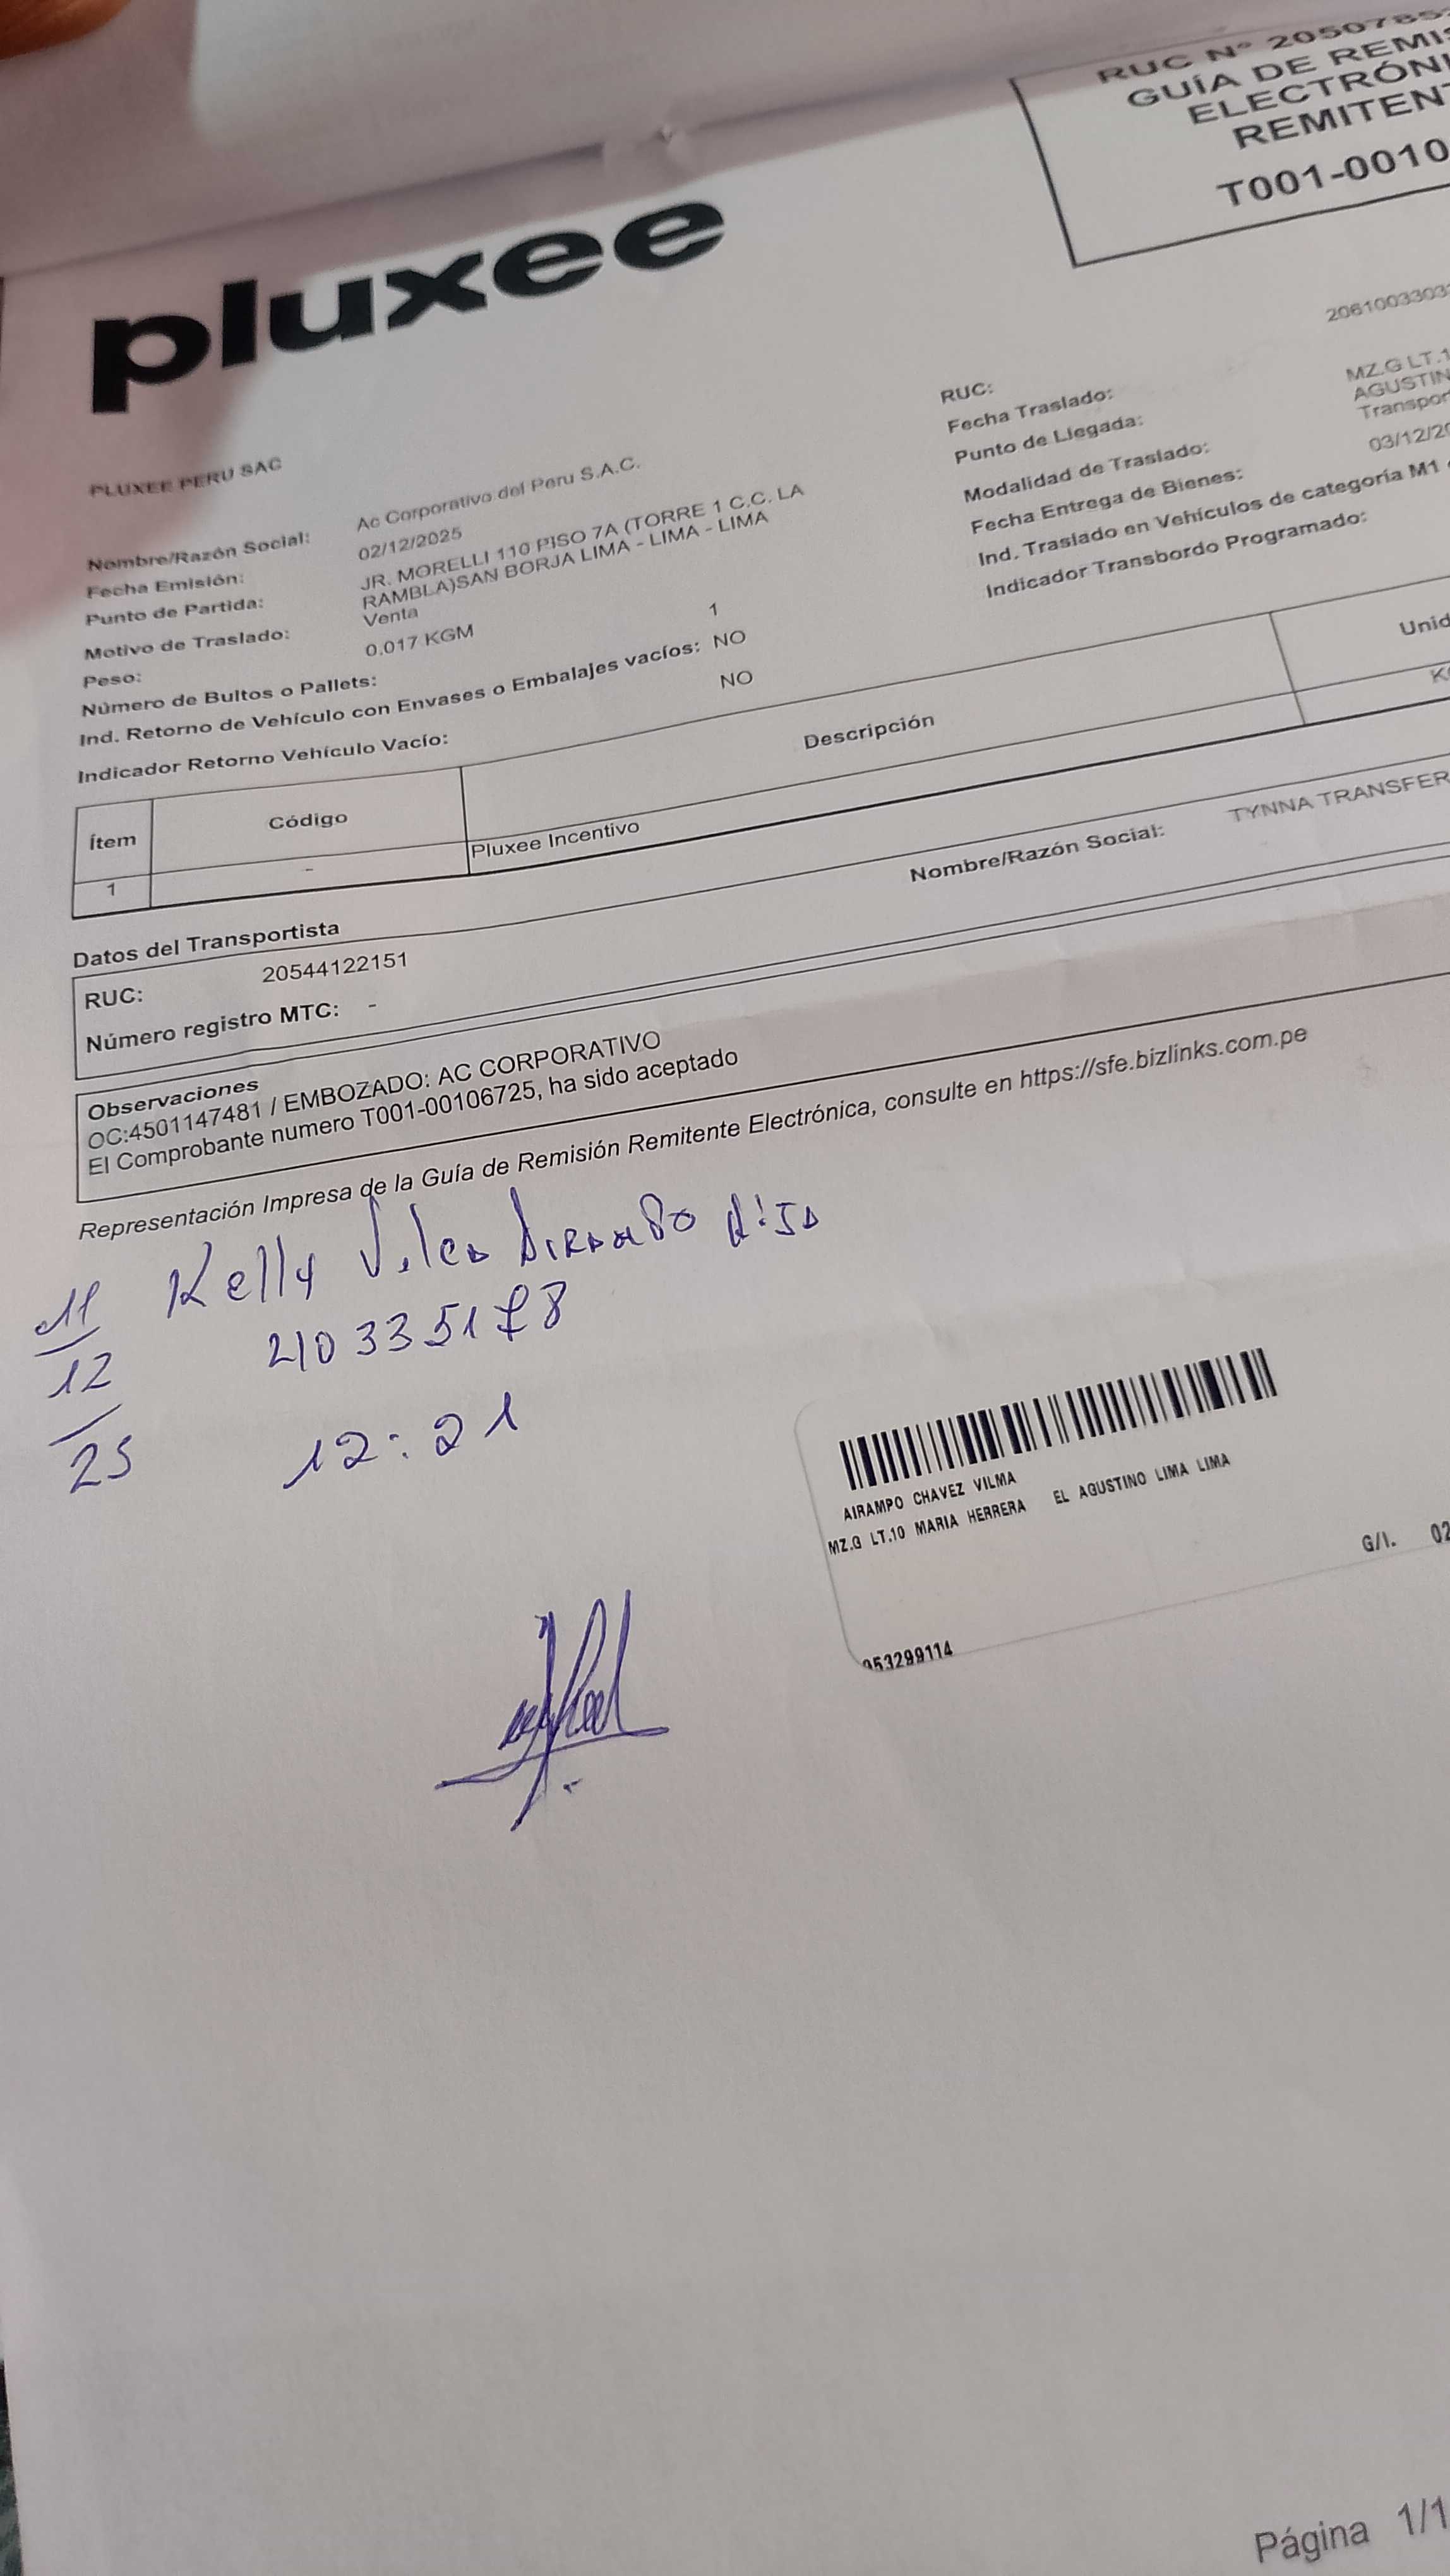 RUC N° 2050785
GUÍA DE REMIS
ELECTRÓNI
REMITENT
T001-0010
pluxee
PLUXEE PERU SAC
Nombre/Razón Social: Ac Corporativo del Peru S.A.C.
Fecha Emisión: 02/12/2025
Punto de Partida: JR. MORELLI 110 PISO 7A (TORRE 1 C.C. LA
RAMBLA)SAN BORJA LIMA - LIMA - LIMA
Motivo de Traslado: Venta
Peso: 0.017 KGM
Número de Bultos o Pallets: 1
Ind. Retorno de Vehículo con Envases o Embalajes vacíos: NO
Indicador Retorno Vehículo Vacío: NO
RUC: 2061003303
Fecha Traslado:
Punto de Llegada: MZ.G LT.1
AGUSTIN
Modalidad de Traslado: Transpor
Fecha Entrega de Bienes: 03/12/20
Ind. Traslado en Vehículos de categoría M1
Indicador Transbordo Programado:
Ítem Código Descripción Unid
1 - Pluxee Incentivo
Datos del Transportista
RUC: 20544122151 Nombre/Razón Social: TYNNA TRANSFER
Número registro MTC: -
Observaciones
OC:4501147481 / EMBOZADO: AC CORPORATIVO
El Comprobante numero T001-00106725, ha sido aceptado
Representación Impresa de la Guía de Remisión Remitente Electrónica, consulte en https://sfe.bizlinks.com.pe
11 Kelly
12
25
12:21
AIRAMPO CHAVEZ VILMA
MZ.G LT.10 MARIA HERRERA EL AGUSTINO LIMA LIMA
G/I. 02
953299114
Página 1/1